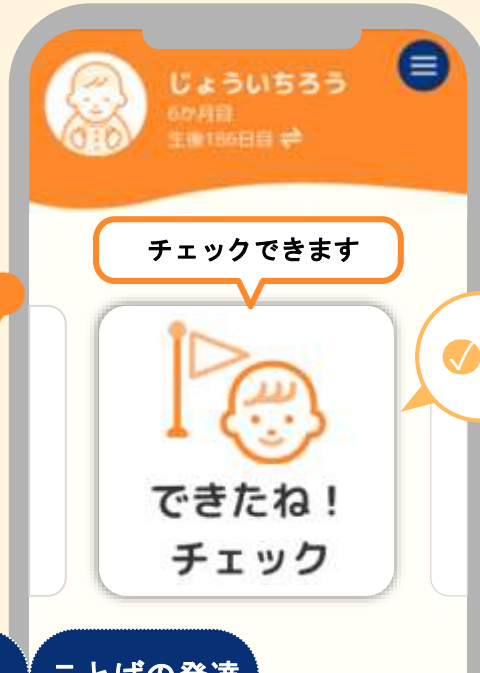 じょういちろう
6か月目
生後186日目
チェックできます
できたね！
チェック
ことばの発達